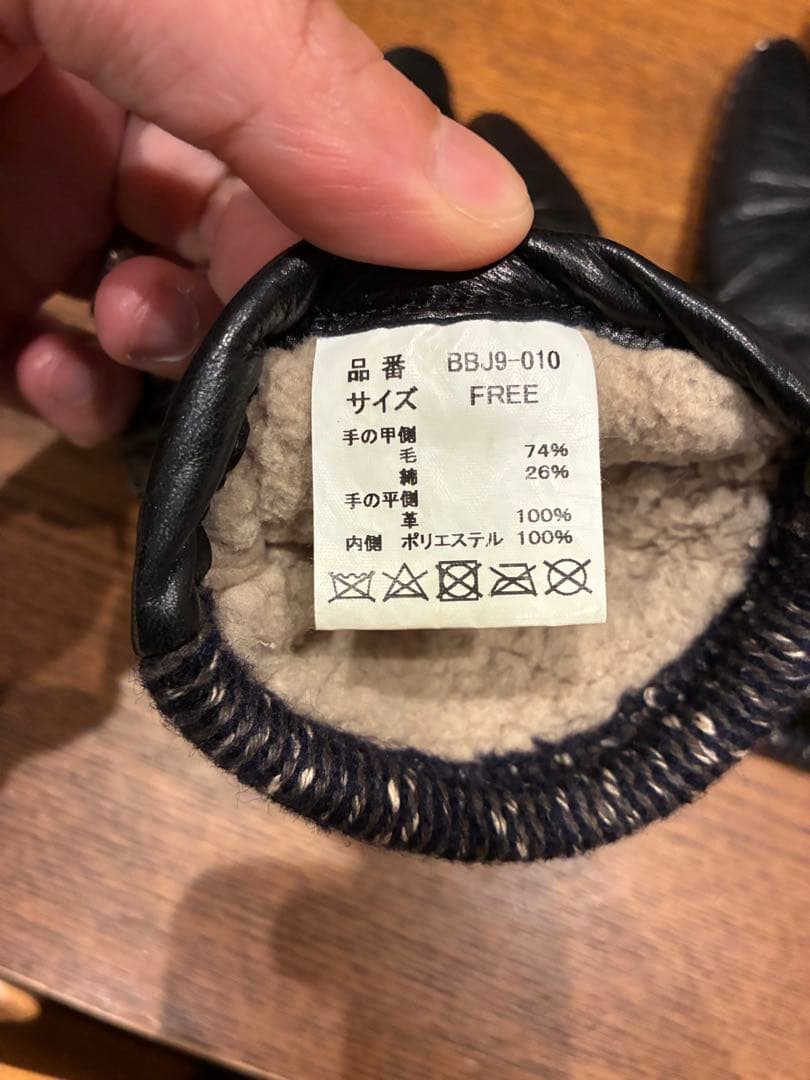 品番 BBJ9-010
サイズ FREE
手の甲側
毛 74%
綿 26%
手の平側
革 100%
内側 ポリエステル 100%